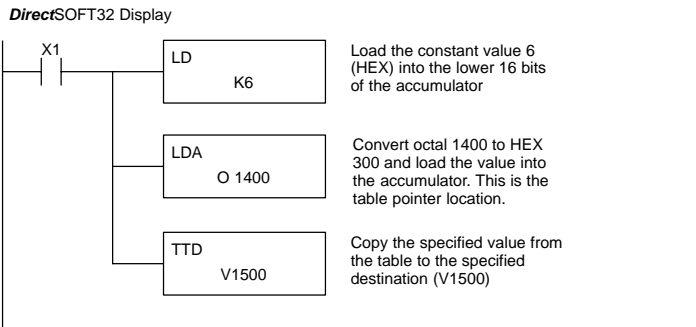 DirectSOFT32 Display
X1
LD
K6
Load the constant value 6
(HEX) into the lower 16 bits
of the accumulator
LDA
O 1400
Convert octal 1400 to HEX
300 and load the value into
the accumulator. This is the
table pointer location.
TTD
V1500
Copy the specified value from
the table to the specified
destination (V1500)